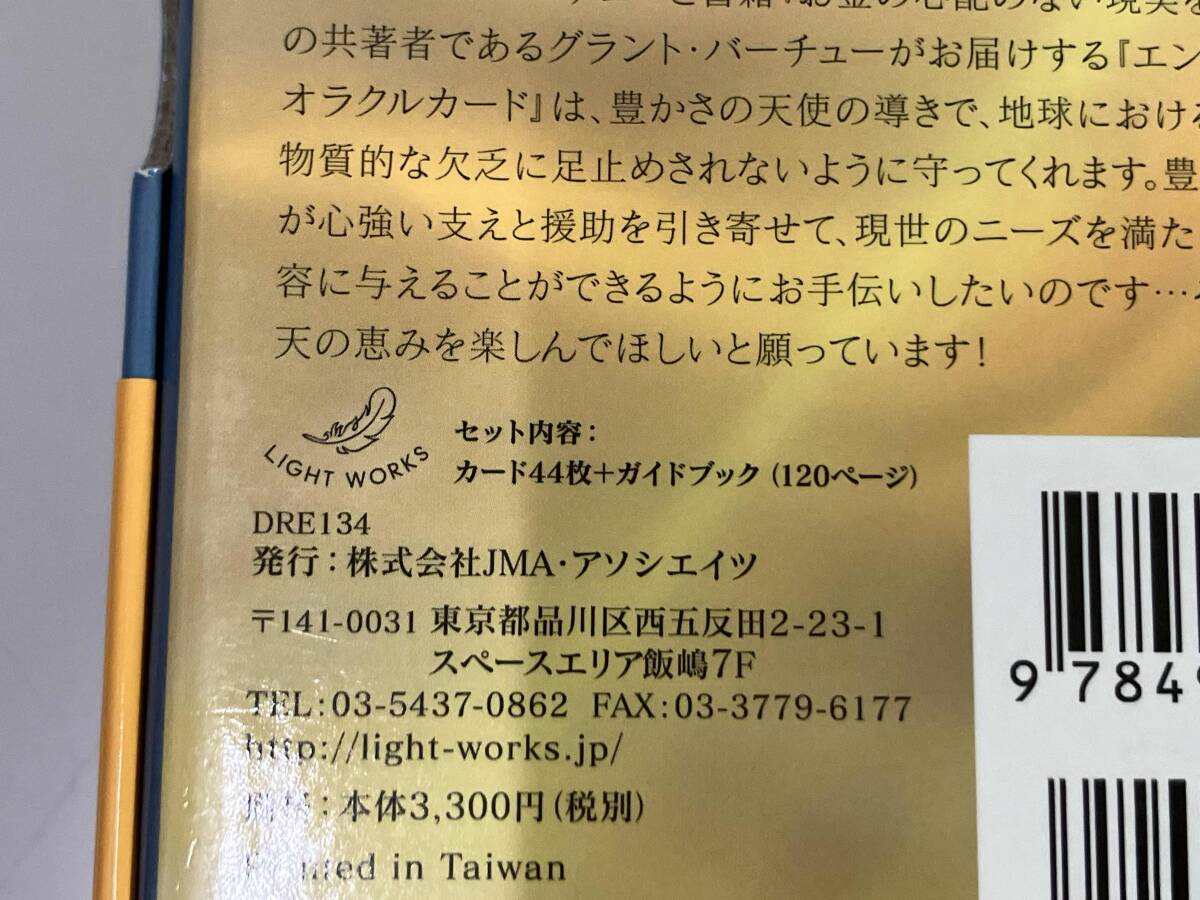 の共著者であるグラント・バーチューがお届けする『エン
オラクルカード』は、豊かさの天使の導きで、地球における
物質的な欠乏に足止めされないように守ってくれます。豊
が心強い支えと援助を引き寄せて、現世のニーズを満た
容に与えることができるようにお手伝いしたいのです…
天の恵みを楽しんでほしいと願っています!
LIGHT WORKS
セット内容:
カード44枚+ガイドブック(120ページ)
DRE134
発行:株式会社JMA・アソシエイツ
〒141-0031 東京都品川区西五反田2-23-1
スペースエリア飯嶋7F
TEL:03-5437-0862 FAX:03-3779-6177
http://light-works.jp/
:本体3,300円(税別)
Printed in Taiwan
9 784